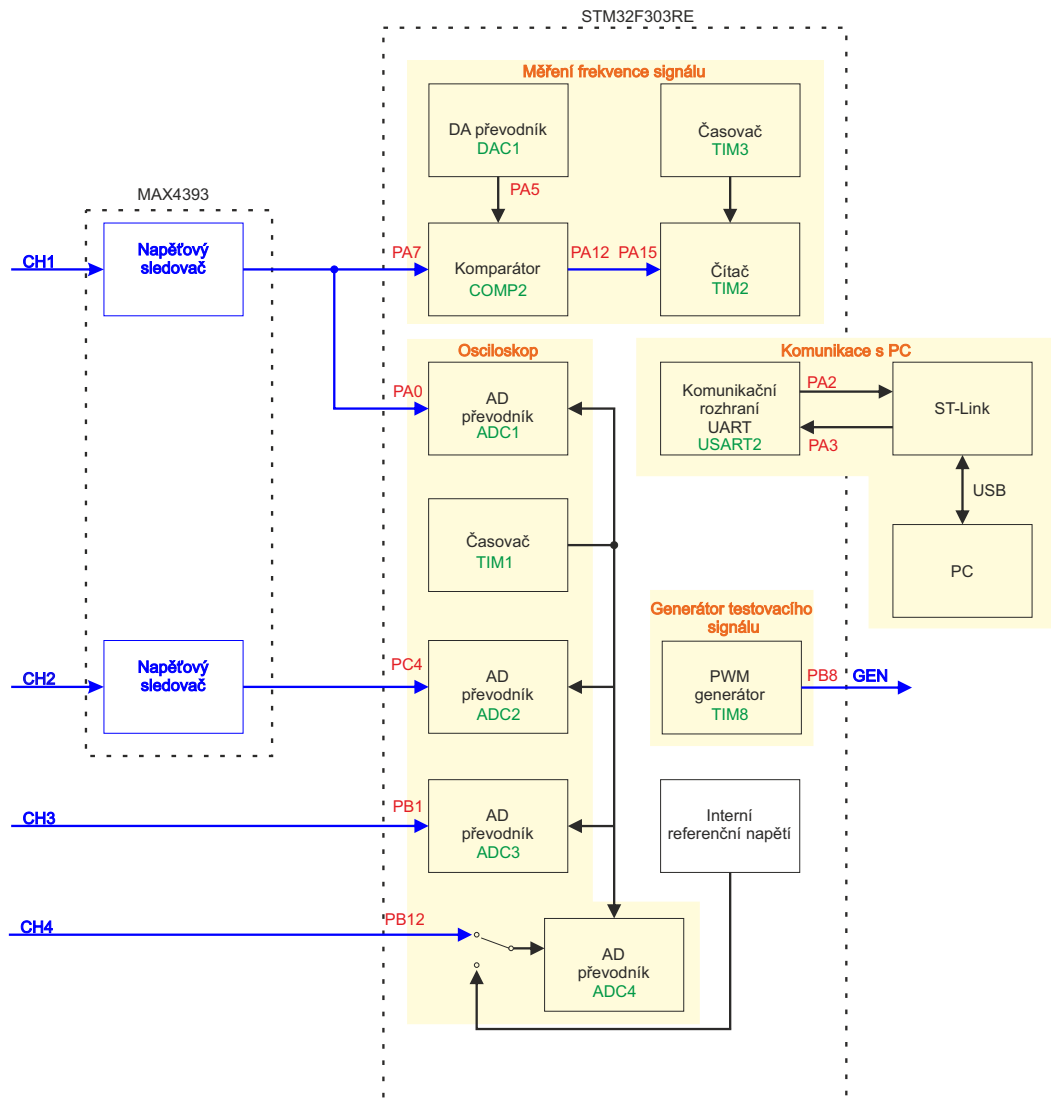 STM32F303RE
Měření frekvence signálu
DA převodník
DAC1
Časovač
TIM3
PA5
MAX4393
CH1
Napěťový
sledovač
PA7
Komparátor
COMP2
PA12
PA15
Čítač
TIM2
Osciloskop
PA0
AD
převodník
ADC1
Komunikace s PC
Komunikační
rozhraní
UART
USART2
PA2
PA3
ST-Link
USB
PC
Časovač
TIM1
Generátor testovacího
signálu
CH2
Napěťový
sledovač
PC4
AD
převodník
ADC2
PWM
generátor
TIM8
PB8
GEN
CH3
PB1
AD
převodník
ADC3
Interní
referenční napětí
CH4
PB12
AD
převodník
ADC4